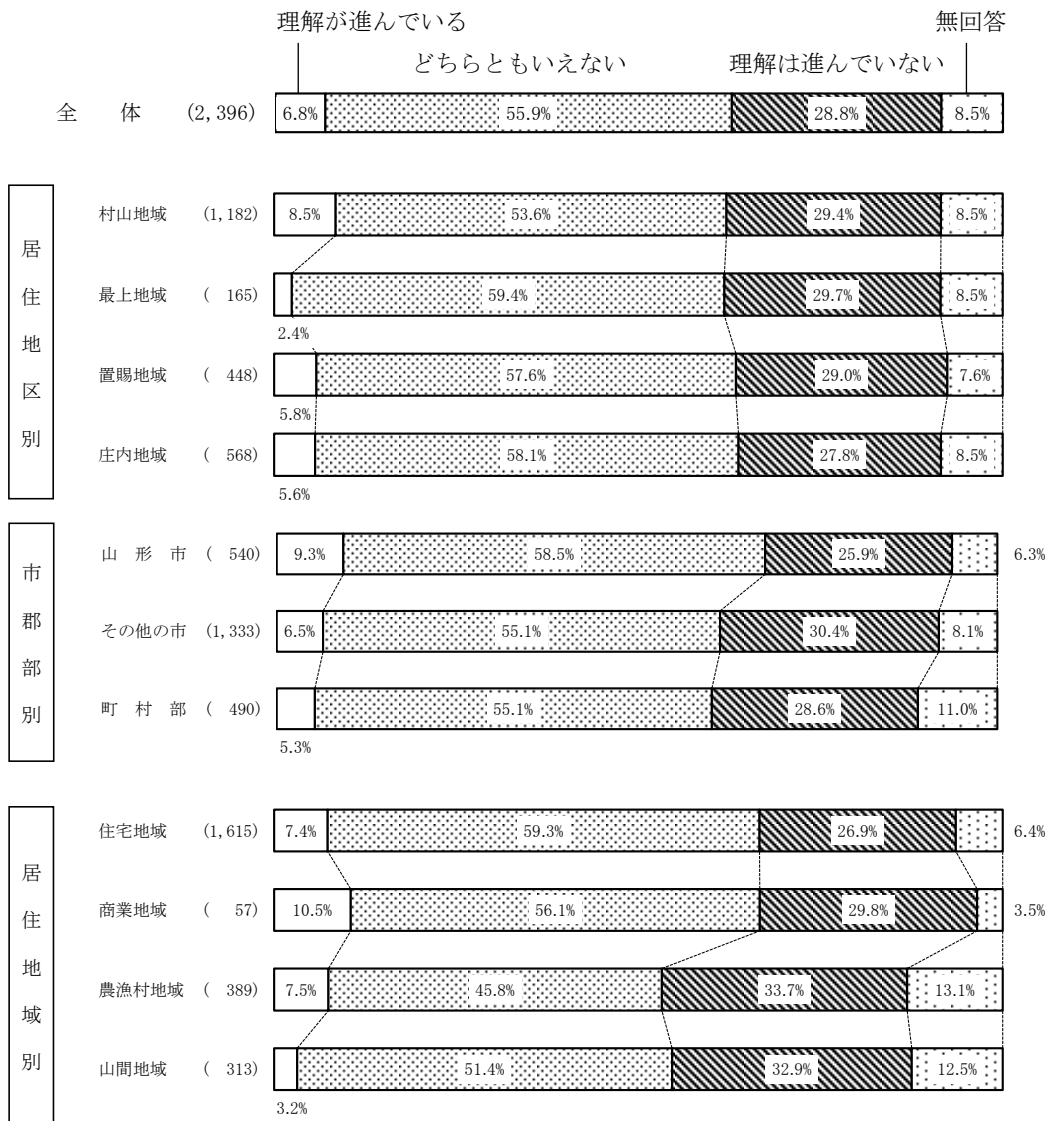 理解が進んでいる 無回答
どちらともいえない 理解は進んでいない
全 体 (2,396) 6.8% 55.9% 28.8% 8.5%
居住地区別
村山地域 (1,182) 8.5% 53.6% 29.4% 8.5%
最上地域 ( 165) 59.4% 29.7% 8.5%
2.4%
置賜地域 ( 448) 57.6% 29.0% 7.6%
5.8%
庄内地域 ( 568) 58.1% 27.8% 8.5%
5.6%
市郡部別
山 形 市 ( 540) 9.3% 58.5% 25.9% 6.3%
その他の市 (1,333) 6.5% 55.1% 30.4% 8.1%
町 村 部 ( 490) 55.1% 28.6% 11.0%
5.3%
居住地域別
住宅地域 (1,615) 7.4% 59.3% 26.9% 6.4%
商業地域 ( 57) 10.5% 56.1% 29.8% 3.5%
農漁村地域 ( 389) 7.5% 45.8% 33.7% 13.1%
山間地域 ( 313) 51.4% 32.9% 12.5%
3.2%